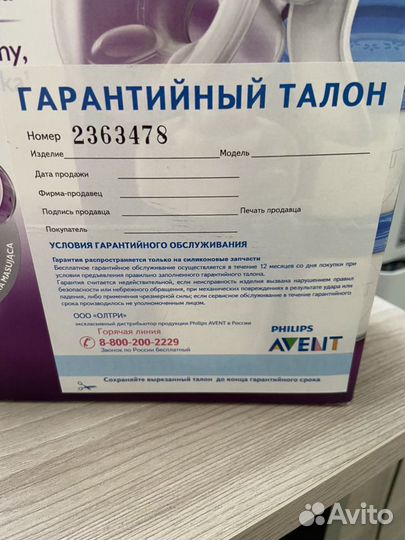 ГАРАНТИЙНЫЙ ТАЛОН
Номер 2363478
Изделие Модель
Дата продажи
Фирма-продавец
Подпись продавца Печать продавца
Покупатель
УСЛОВИЯ ГАРАНТИЙНОГО ОБСЛУЖИВАНИЯ
Гарантия распространяется только на силиконовые запчасти
Бесплатное гарантийное обслуживание осуществляется в течение 12 месяцев со дня покупки при
условии предъявления правильно заполненного гарантийного талона.
Гарантия считается недействительной, если неисправность изделия вызвана нарушением правил
безопасности или небрежного обращения, при механических повреждениях в результате удара или
падения, либо применения чрезмерной силы; если сервисное обслуживание в течение гарантийного
срока производилось не уполномоченным лицом.
ООО "ОЛТРИ"
эксклюзивный дистрибьютор продукции Philips AVENT в России
Горячая линия
8-800-200-2229
Звонок по России бесплатный
PHILIPS
AVENT
Сохраняйте вырезанный талон до конца гарантийного срока
Avito